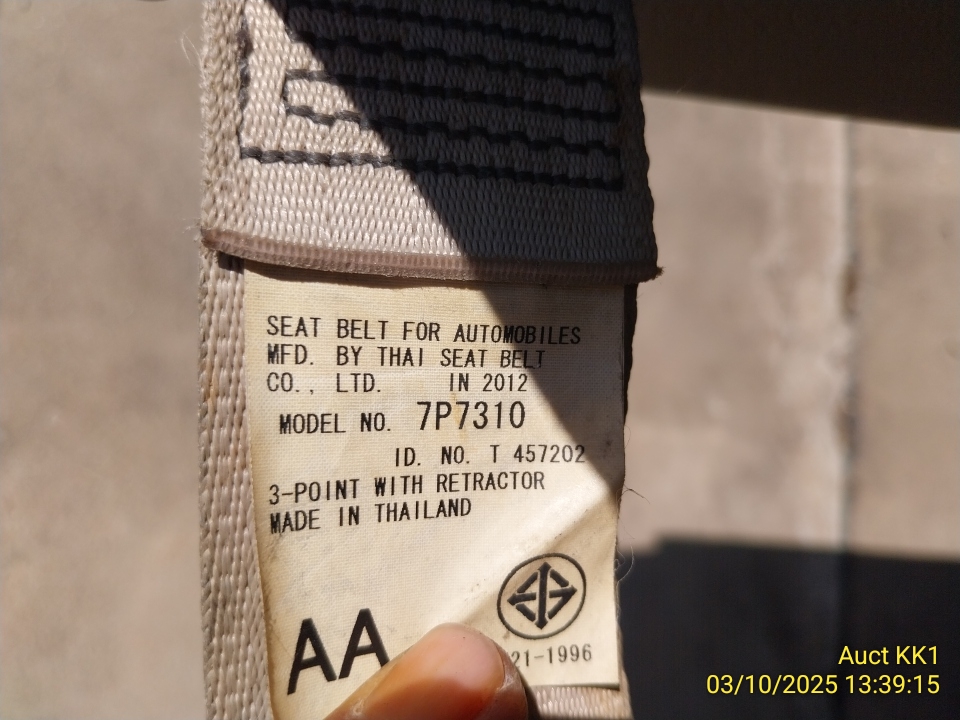 SEAT BELT FOR AUTOMOBILES
MFD. BY THAI SEAT BELT
CO., LTD. IN 2012
MODEL NO. 7P7310
ID. NO. T 457202
3-POINT WITH RETRACTOR
MADE IN THAILAND
AA
21-1996
Auct KK1
03/10/2025 13:39:15